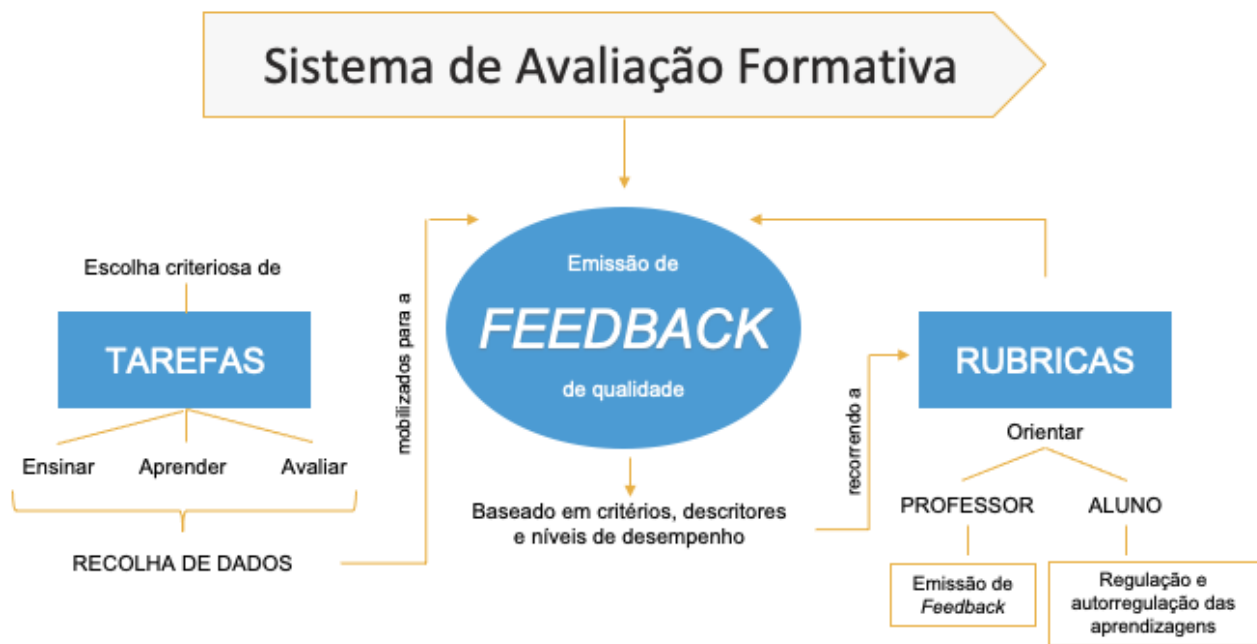 Sistema de Avaliação Formativa
Escolha criteriosa de
TAREFAS
Ensinar
Aprender
Avaliar
RECOLHA DE DADOS
mobilizados para a
Emissão de
FEEDBACK
de qualidade
Baseado em critérios, descritores
e níveis de desempenho
recorrendo a
RUBRICAS
Orientar
PROFESSOR
ALUNO
Emissão de
Feedback
Regulação e
autorregulação das
aprendizagens